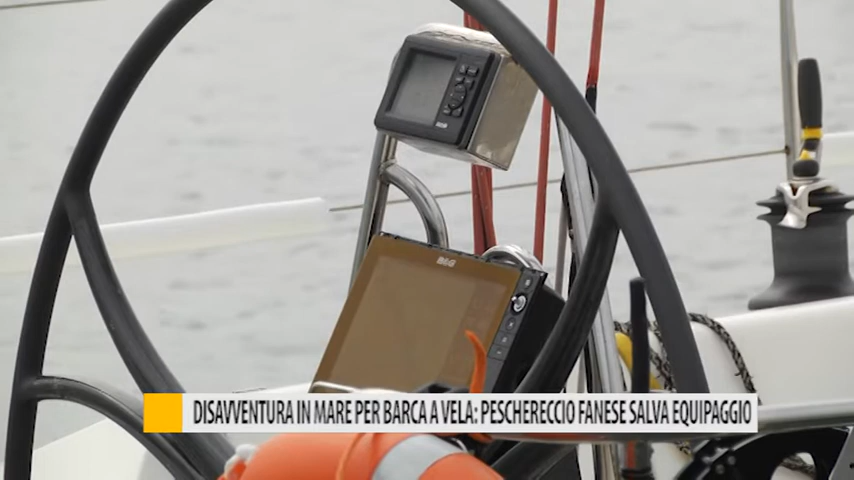 B&G
DISAVVENTURA IN MARE PER BARCA A VELA: PESCHERECCIO FANESE SALVA EQUIPAGGIO